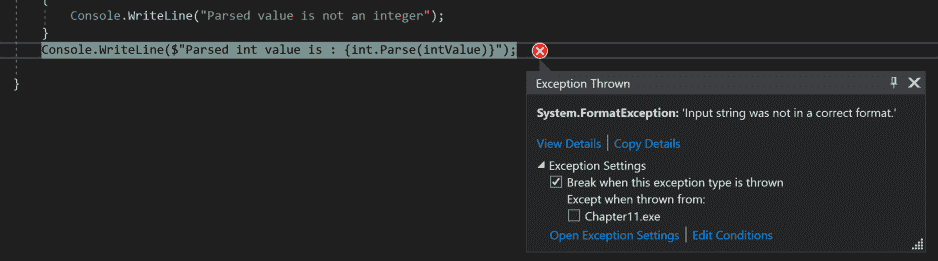 {
Console.WriteLine("Parsed value is not an integer");
}
Console.WriteLine($"Parsed int value is : {int.Parse(intValue)}");
}
Exception Thrown
System.FormatException: 'Input string was not in a correct format.'
View Details | Copy Details
Exception Settings
Break when this exception type is thrown
Except when thrown from:
Chapter11.exe
Open Exception Settings | Edit Conditions